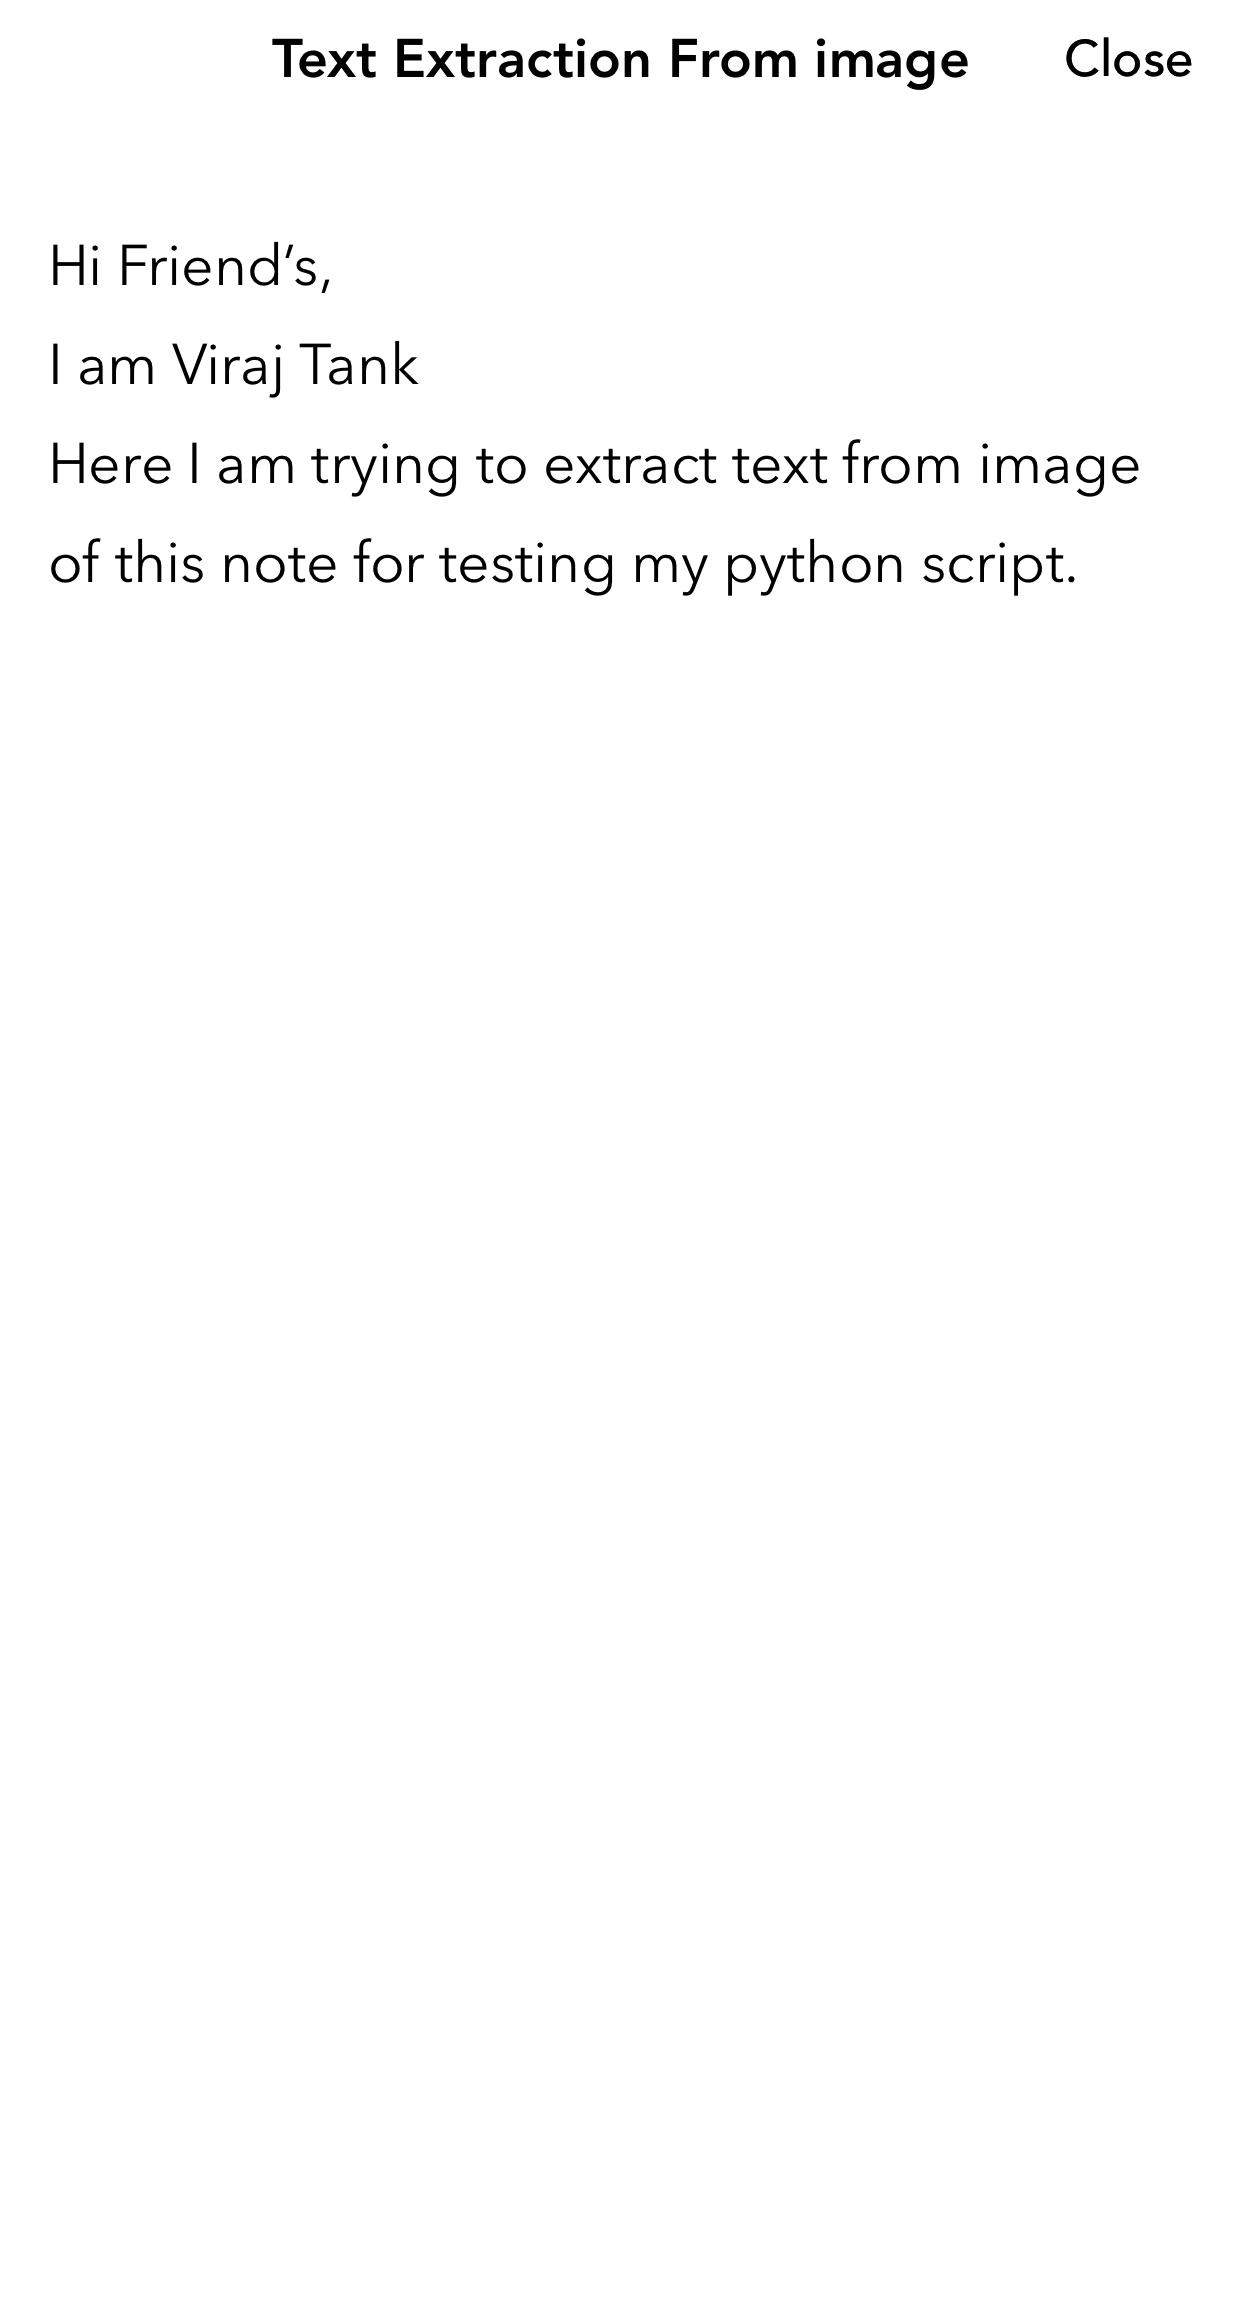 Text Extraction From image Close
Hi Friend’s,
I am Viraj Tank
Here I am trying to extract text from image
of this note for testing my python script.